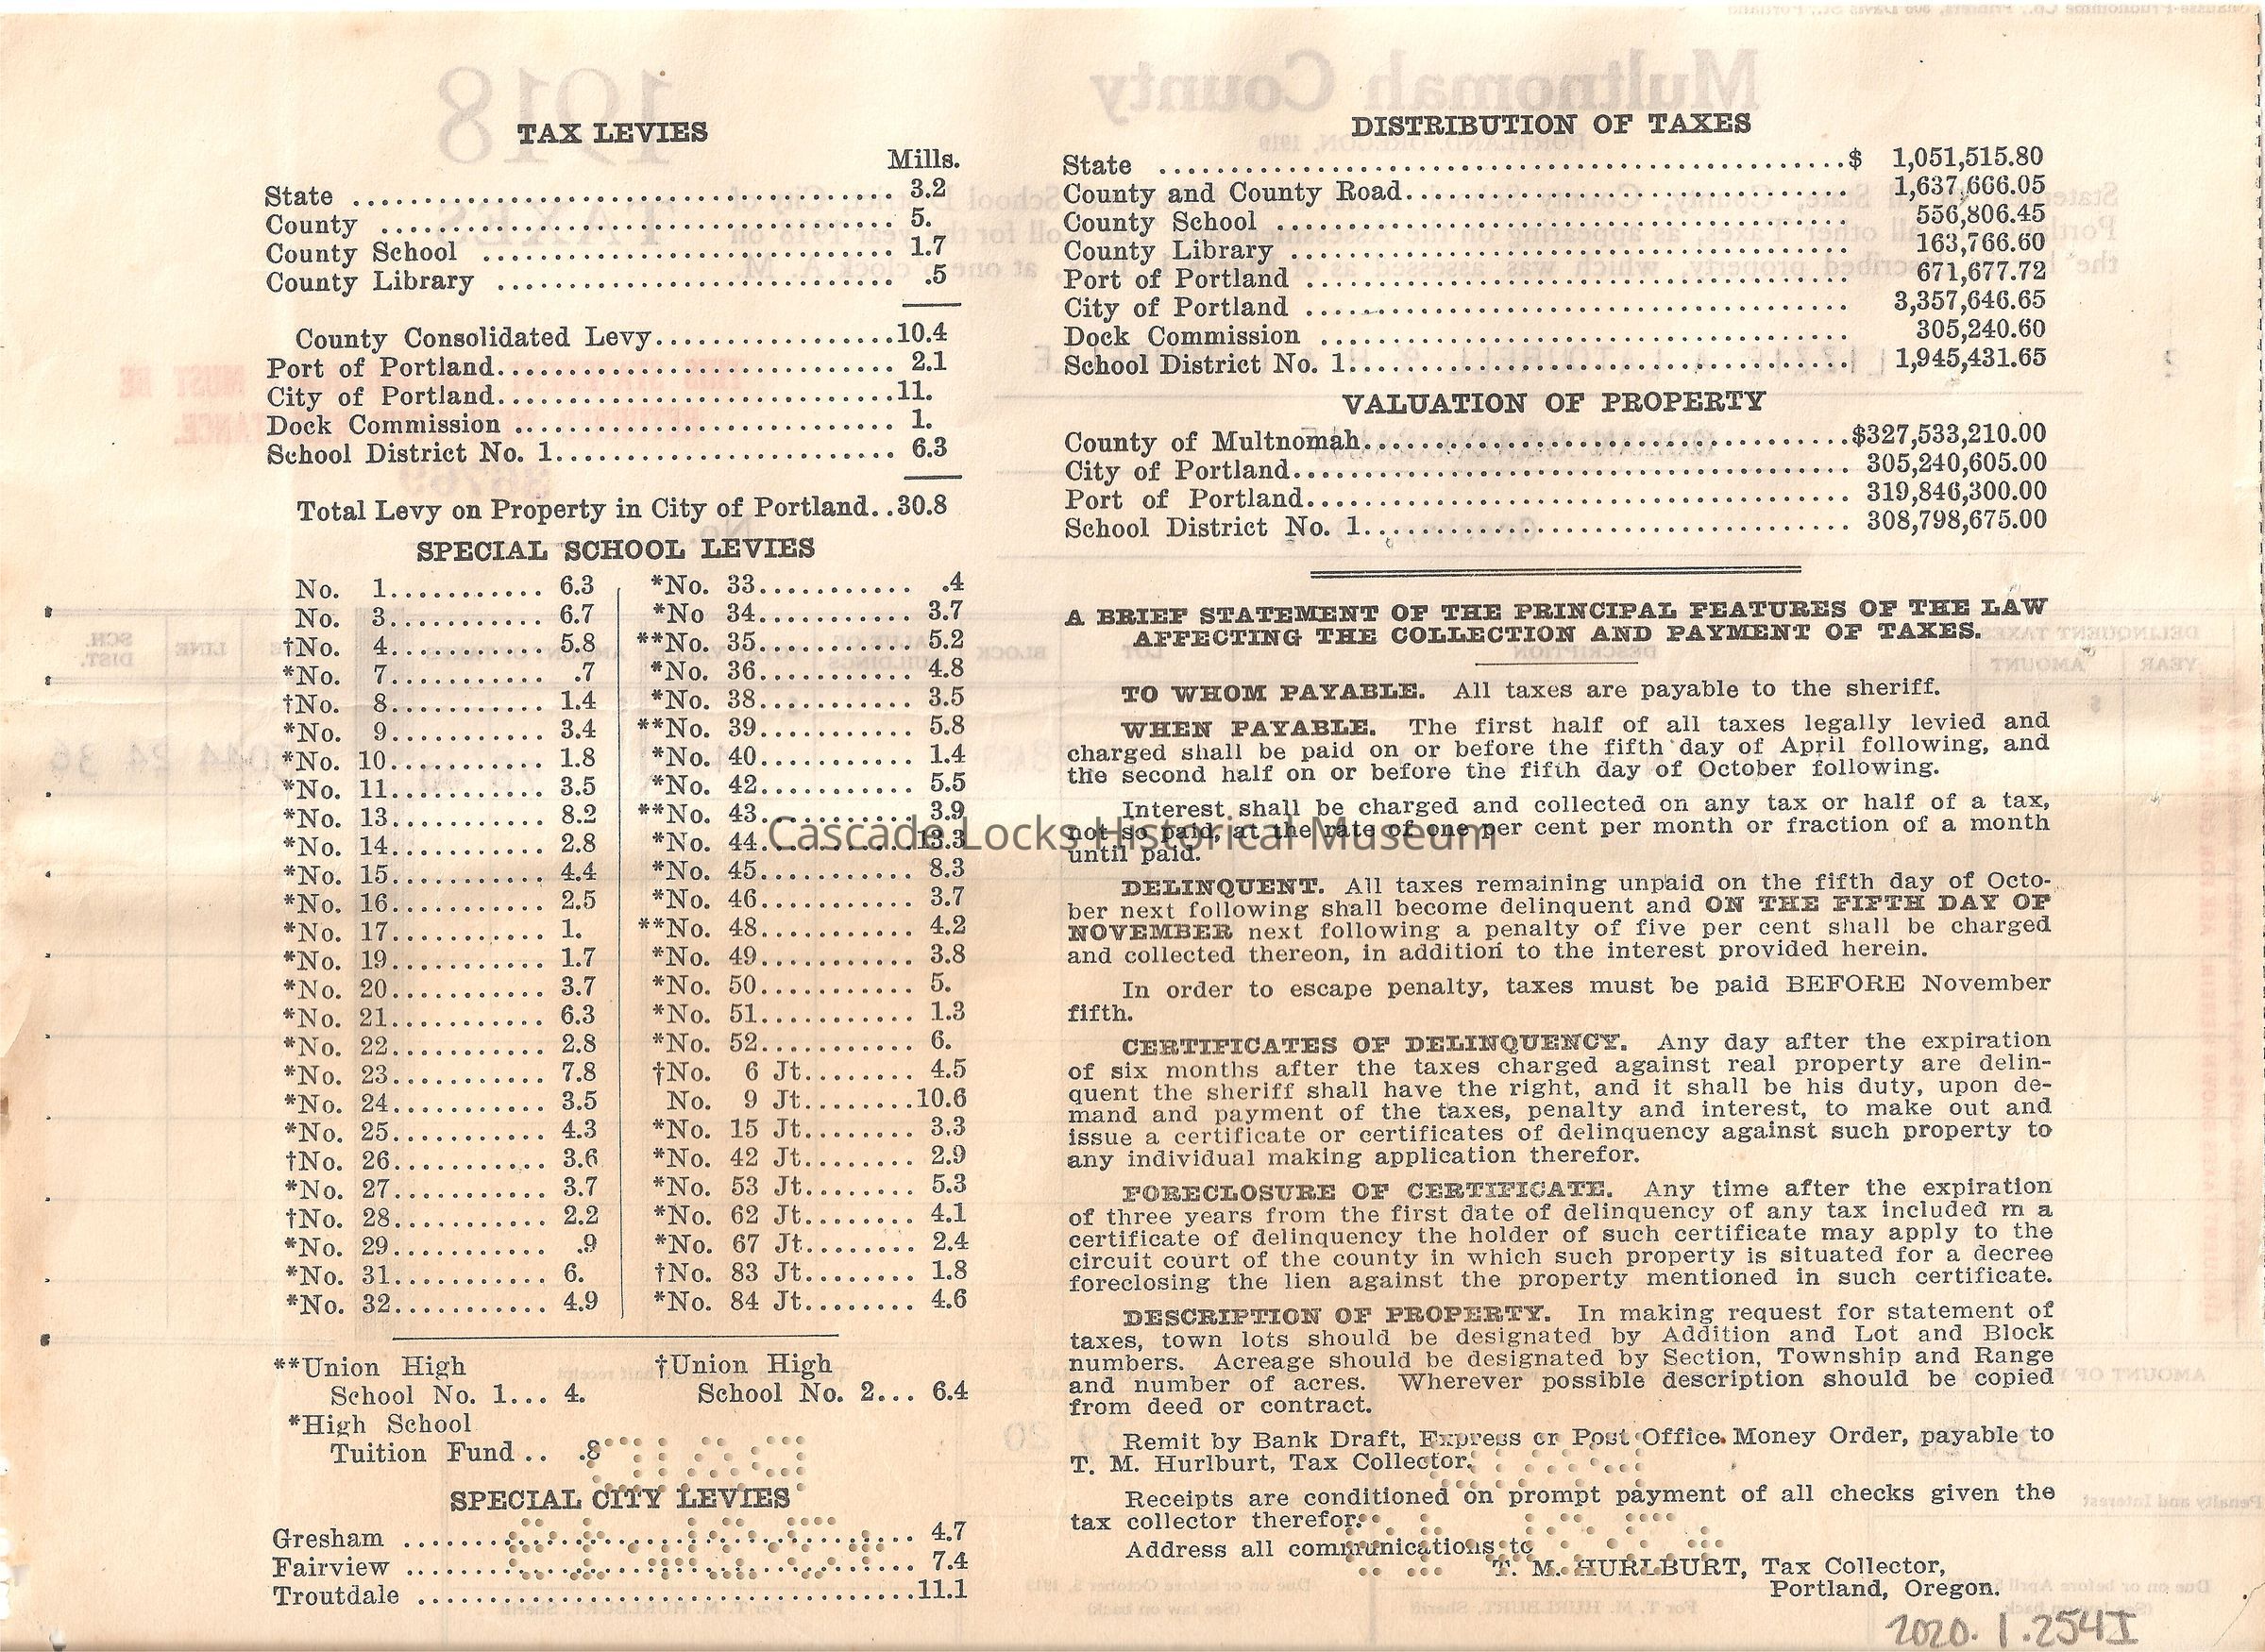 TAX LEVIES
Mills.
State .......... 3.2
County .......... 5.
County School .......... 1.7
County Library .......... .5
County Consolidated Levy..........10.4
Port of Portland.......... 2.1
City of Portland..........11.
Dock Commission .......... 1.
School District No. 1.......... 6.3
Total Levy on Property in City of Portland..30.8
SPECIAL SCHOOL LEVIES
No. 1........... 6.3
No. 3........... 6.7
†No. 4........... 5.8
*No. 7........... .7
†No. 8........... 1.4
*No. 9........... 3.4
*No. 10........... 1.8
*No. 11........... 3.5
*No. 13........... 8.2
*No. 14........... 2.8
*No. 15........... 4.4
*No. 16........... 2.5
*No. 17........... 1.
*No. 19........... 1.7
*No. 20........... 3.7
*No. 21........... 6.3
*No. 22........... 2.8
*No. 23........... 7.8
*No. 24........... 3.5
*No. 25........... 4.3
†No. 26........... 3.6
*No. 27........... 3.7
†No. 28........... 2.2
*No. 29........... .9
*No. 31........... 6.
*No. 32........... 4.9
*No. 33........... .4
*No 34........... 3.7
**No. 35........... 5.2
*No. 36........... 4.8
*No. 38........... 3.5
**No. 39........... 5.8
*No. 40........... 1.4
*No. 42........... 5.5
**No. 43........... 3.9
*No. 44...........13.3
*No. 45........... 8.3
*No. 46........... 3.7
**No. 48........... 4.2
*No. 49........... 3.8
*No. 50........... 5.
*No. 51........... 1.3
*No. 52........... 6.
†No. 6 Jt........ 4.5
No. 9 Jt........10.6
*No. 15 Jt........ 3.3
*No. 42 Jt........ 2.9
*No. 53 Jt........ 5.3
*No. 62 Jt........ 4.1
*No. 67 Jt........ 2.4
†No. 83 Jt........ 1.8
*No. 84 Jt........ 4.6
**Union High
School No. 1... 4.
†Union High
School No. 2... 6.4
*High School
Tuition Fund .. .8
SPECIAL CITY LEVIES
Gresham .......... 4.7
Fairview .......... 7.4
Troutdale ..........11.1
DISTRIBUTION OF TAXES
State ..........$ 1,051,515.80
County and County Road.......... 1,637,666.05
County School .......... 556,806.45
County Library .......... 163,766.60
Port of Portland .......... 671,677.72
City of Portland .......... 3,357,646.65
Dock Commission .......... 305,240.60
School District No. 1.......... 1,945,431.65
VALUATION OF PROPERTY
County of Multnomah..........$327,533,210.00
City of Portland.......... 305,240,605.00
Port of Portland.......... 319,846,300.00
School District No. 1.......... 308,798,675.00
A BRIEF STATEMENT OF THE PRINCIPAL FEATURES OF THE LAW
AFFECTING THE COLLECTION AND PAYMENT OF TAXES.
TO WHOM PAYABLE. All taxes are payable to the sheriff.
WHEN PAYABLE. The first half of all taxes legally levied and
charged shall be paid on or before the fifth day of April following, and
the second half on or before the fifth day of October following.
Interest shall be charged and collected on any tax or half of a tax,
not so paid, at the rate of one per cent per month or fraction of a month
until paid.
DELINQUENT. All taxes remaining unpaid on the fifth day of Octo-
ber next following shall become delinquent and ON THE FIFTH DAY OF
NOVEMBER next following a penalty of five per cent shall be charged
and collected thereon, in addition to the interest provided herein.
In order to escape penalty, taxes must be paid BEFORE November
fifth.
CERTIFICATES OF DELINQUENCY. Any day after the expiration
of six months after the taxes charged against real property are delin-
quent the sheriff shall have the right, and it shall be his duty, upon de-
mand and payment of the taxes, penalty and interest, to make out and
issue a certificate or certificates of delinquency against such property to
any individual making application therefor.
FORECLOSURE OF CERTIFICATE. Any time after the expiration
of three years from the first date of delinquency of any tax included in a
certificate of delinquency the holder of such certificate may apply to the
circuit court of the county in which such property is situated for a decree
foreclosing the lien against the property mentioned in such certificate.
DESCRIPTION OF PROPERTY. In making request for statement of
taxes, town lots should be designated by Addition and Lot and Block
numbers. Acreage should be designated by Section, Township and Range
and number of acres. Wherever possible description should be copied
from deed or contract.
Remit by Bank Draft, Express or Post Office Money Order, payable to
T. M. Hurlburt, Tax Collector.
Receipts are conditioned on prompt payment of all checks given the
tax collector therefor.
Address all communications to
T. M. HURLBURT, Tax Collector,
Portland, Oregon.
2020.1.254I
Cascade Locks Historical Museum